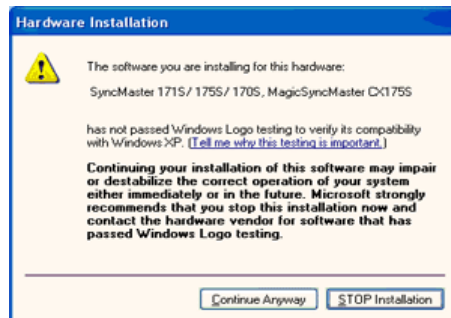 Hardware Installation
The software you are installing for this hardware:
SyncMaster 171S/ 175S/ 170S, MagicSyncMaster CX175S
has not passed Windows Logo testing to verify its compatibility
with Windows XP. (Tell me why this testing is important.)
Continuing your installation of this software may impair
or destabilize the correct operation of your system
either immediately or in the future. Microsoft strongly
recommends that you stop this installation now and
contact the hardware vendor for software that has
passed Windows Logo testing.
Continue Anyway STOP Installation